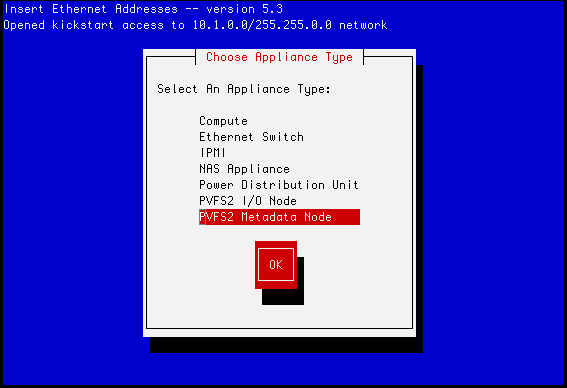 Insert Ethernet Addresses -- version 5.3
Opened kickstart access to 10.1.0.0/255.255.0.0 network
Choose Appliance Type
Select An Appliance Type:
Compute
Ethernet Switch
IPMI
NAS Appliance
Power Distribution Unit
PVFS2 I/O Node
PVFS2 Metadata Node
OK